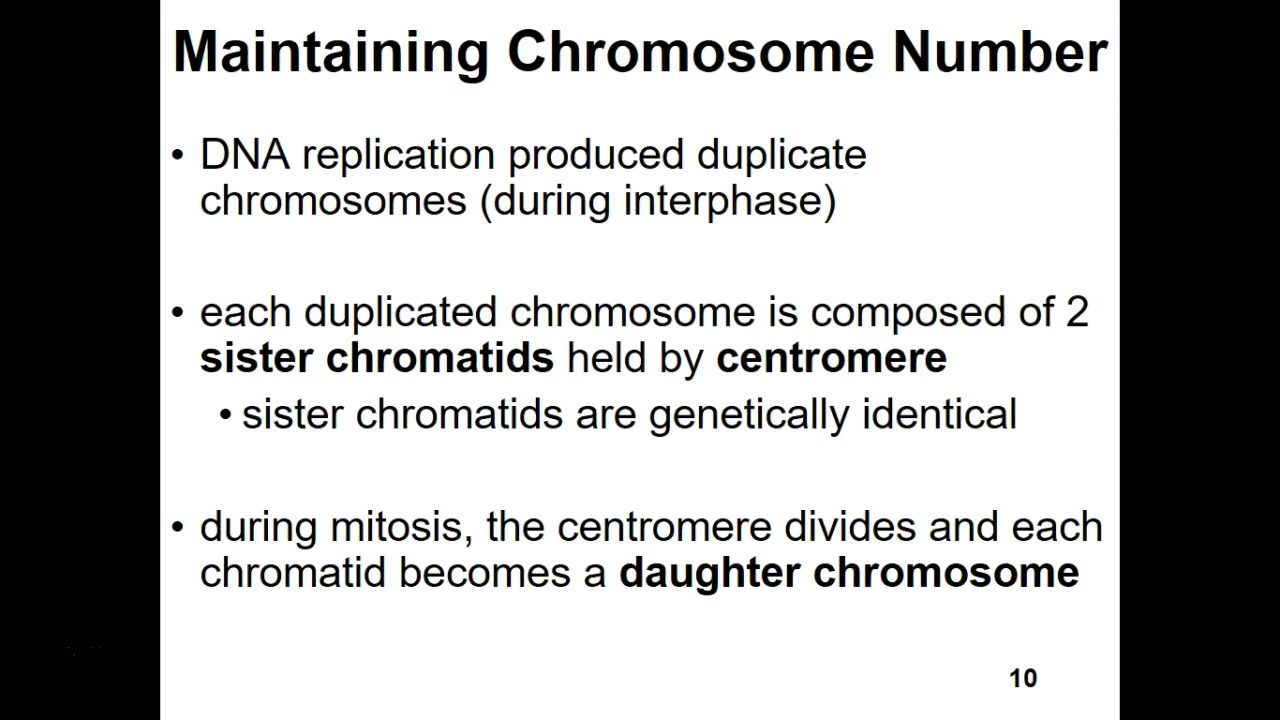 Maintaining Chromosome Number
• DNA replication produced duplicate
chromosomes (during interphase)
• each duplicated chromosome is composed of 2
sister chromatids held by centromere
• sister chromatids are genetically identical
• during mitosis, the centromere divides and each
chromatid becomes a daughter chromosome
10